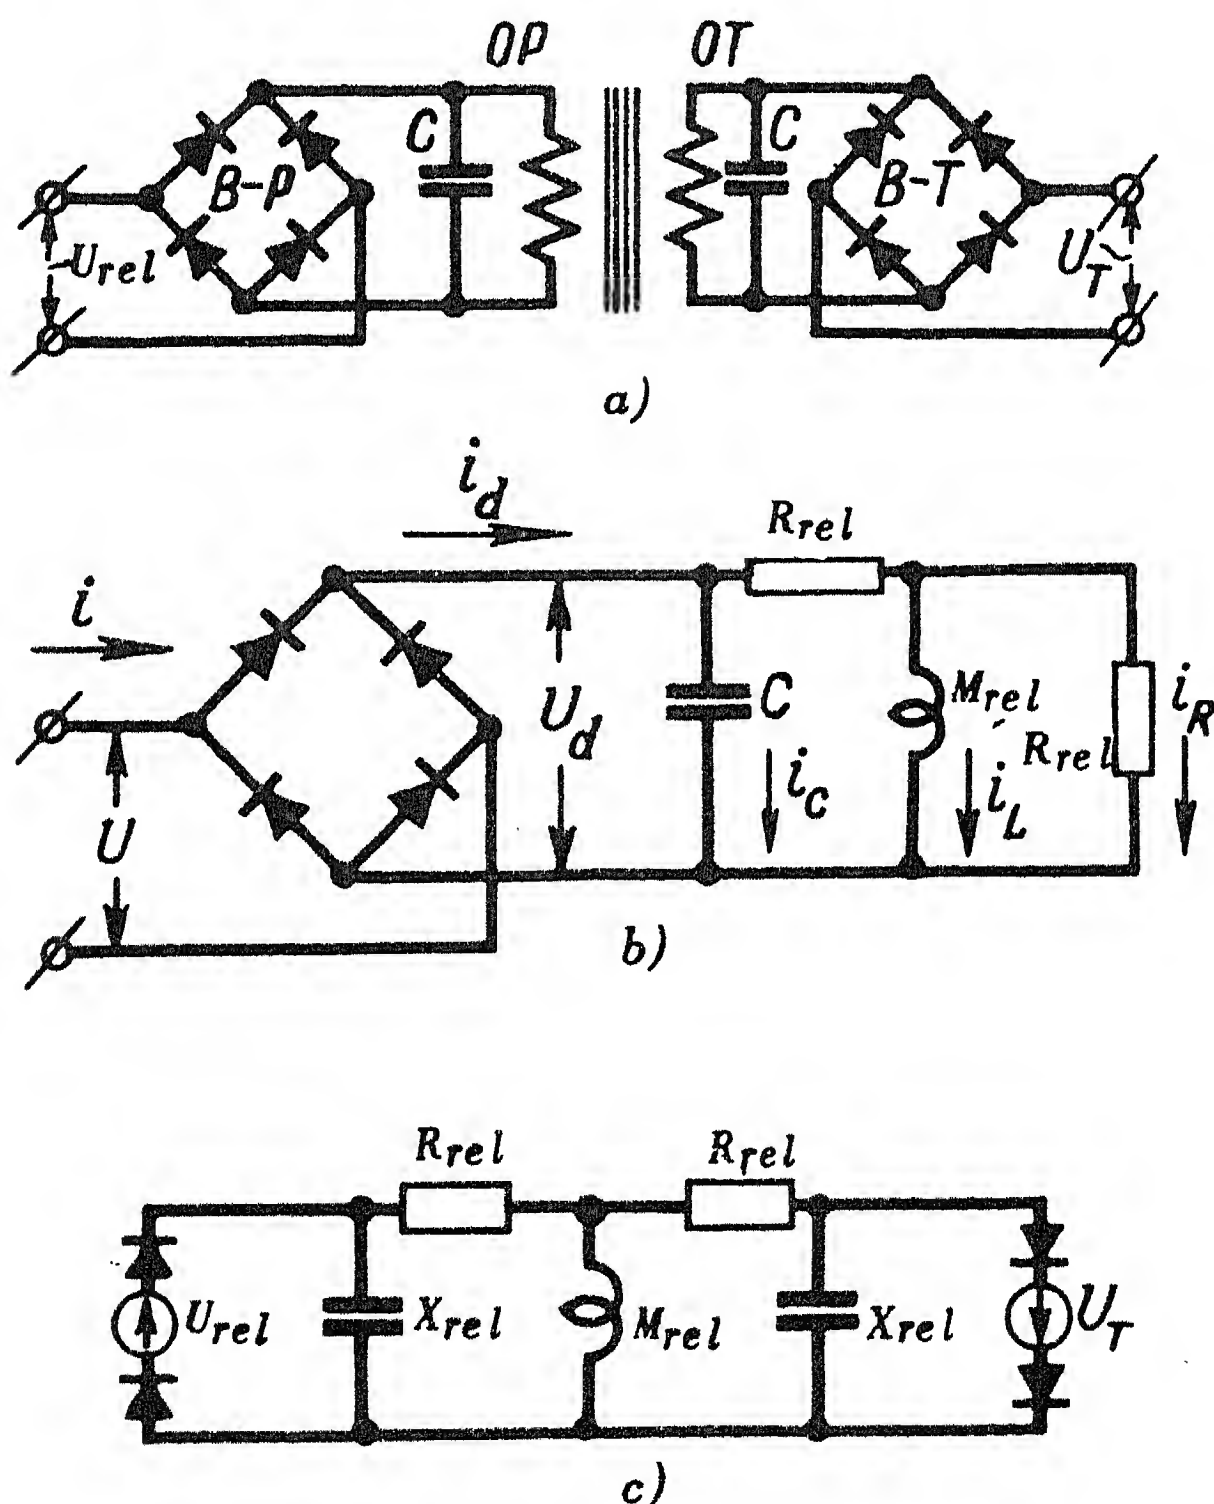 OP OT
C C
B-P B-T
~Urel UT~
a)
id
Rrel
i
Ud C Mrel iR
Rrel
U iC iL
b)
Rrel Rrel
Urel Xrel Mrel Xrel UT
c)